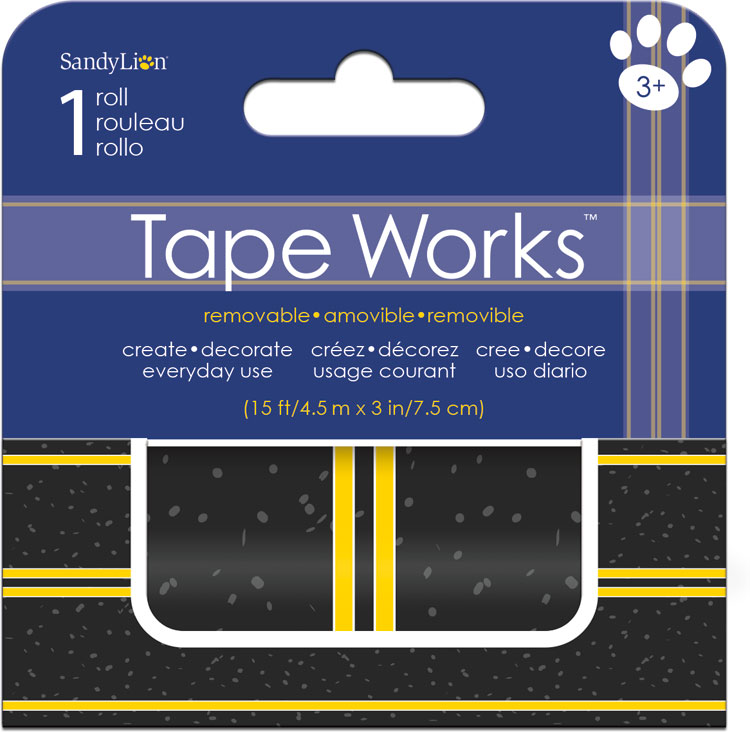 SandyLion
1 roll
rouleau
rollo
3+
Tape Works™
removable•amovible•removible
create•decorate créez•décorez cree•decore
everyday use usage courant uso diario
(15 ft/4.5 m x 3 in/7.5 cm)